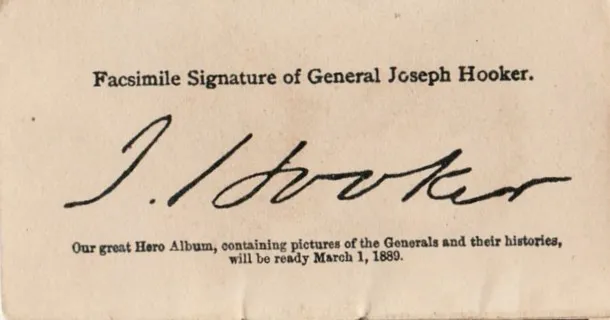 Facsimile Signature of General Joseph Hooker.
J. Hooker
Our great Hero Album, containing pictures of the Generals and their histories,
will be ready March 1, 1889.